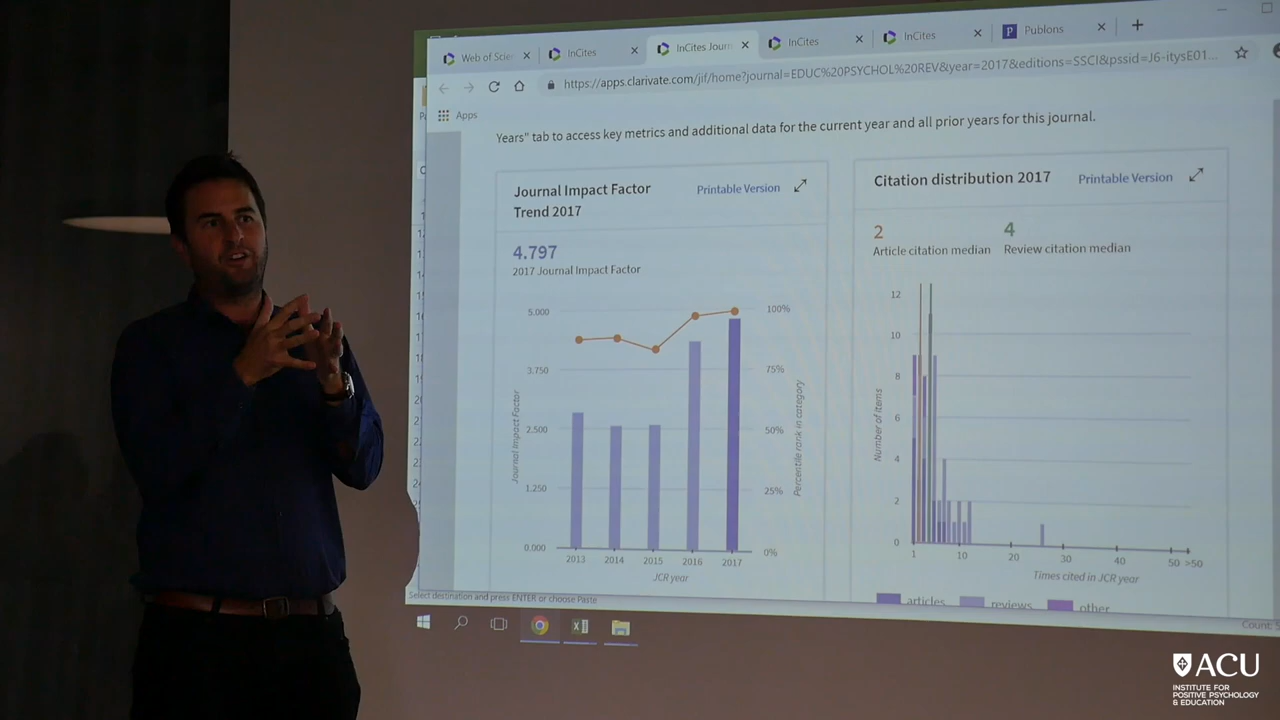 Web of Scie
InCites
InCites Journ
InCites
InCites
Publons
https://apps.clarivate.com/jif/home?journal=EDUC%20PSYCHOL%20REV&year=2017&editions=SSCI&pssid=J6-itysE01...
Apps
Years" tab to access key metrics and additional data for the current year and all prior years for this journal.
Journal Impact Factor
Trend 2017
Printable Version
4.797
2017 Journal Impact Factor
5.000
3.750
2.500
1.250
0.000
Journal Impact Factor
100%
75%
50%
25%
0%
Percentile rank in category
2013 2014 2015 2016 2017
JCR year
Citation distribution 2017
Printable Version
2
Article citation median
4
Review citation median
12
10
8
6
4
2
0
Number of items
1 10 20 30 40 50 >50
Times cited in JCR year
articles
reviews
other
Select destination and press ENTER or choose Paste
Count:
ACU
INSTITUTE FOR
POSITIVE PSYCHOLOGY
& EDUCATION